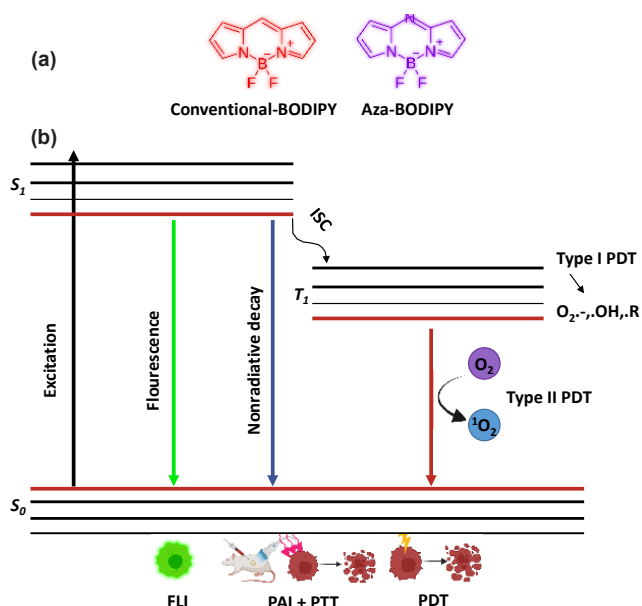 (a)
N
N
B
N
+
-
F
F
N
N
B
N
+
-
F
F
Conventional-BODIPY
Aza-BODIPY
(b)
S1
ISC
Type I PDT
T1
O2.-,.OH,.R
Excitation
Flourescence
Nonradiative decay
O2
Type II PDT
¹O2
S0
FLI
PAI + PTT
PDT